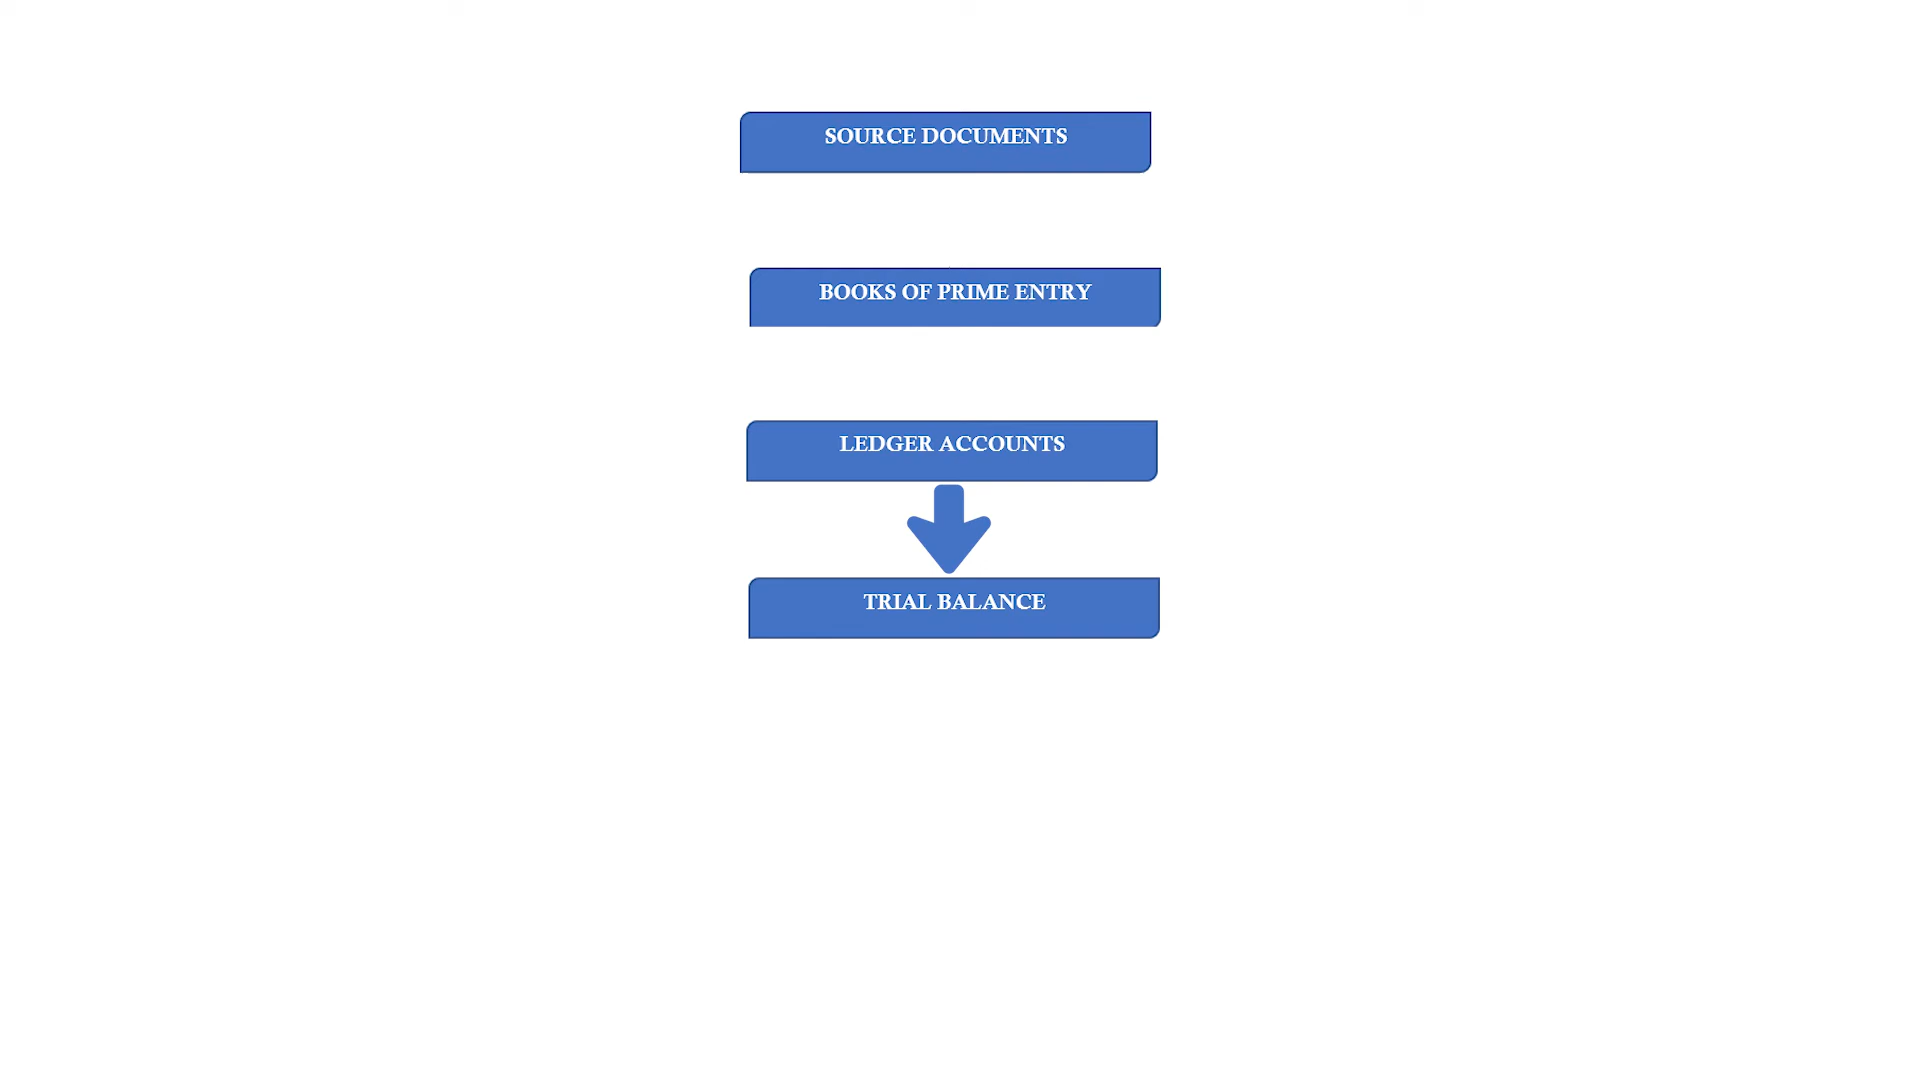 SOURCE DOCUMENTS
BOOKS OF PRIME ENTRY
LEDGER ACCOUNTS
TRIAL BALANCE